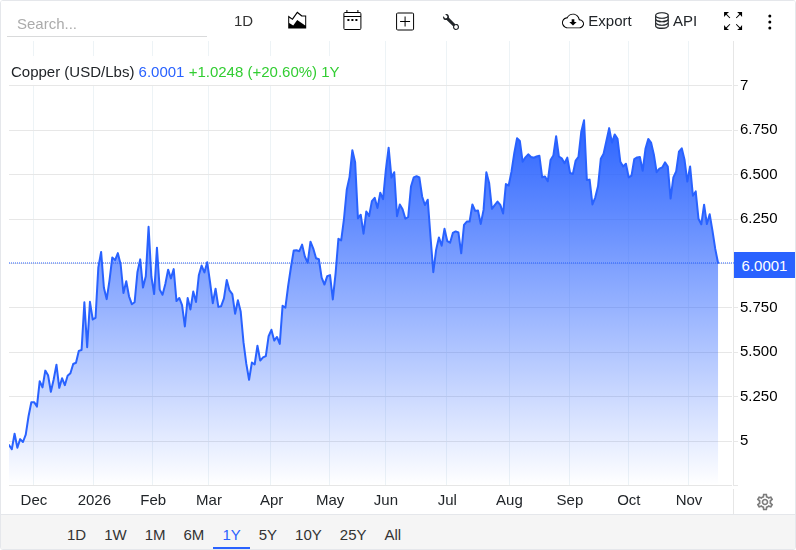 Search... 1D Export API
Copper (USD/Lbs) 6.0001 +1.0248 (+20.60%) 1Y
7
6.750
6.500
6.250
6.0001
5.750
5.500
5.250
5
Dec 2026 Feb Mar Apr May Jun Jul Aug Sep Oct Nov
1D 1W 1M 6M 1Y 5Y 10Y 25Y All